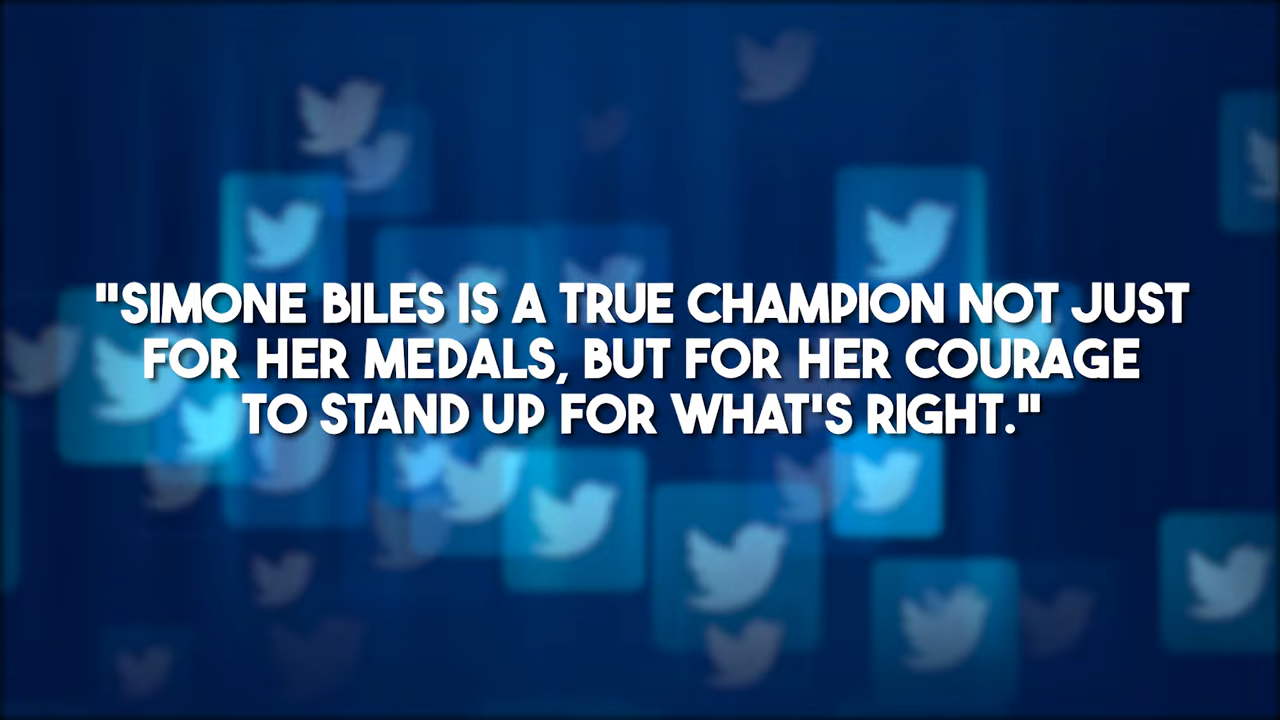 "SIMONE BILES IS A TRUE CHAMPION NOT JUST
FOR HER MEDALS, BUT FOR HER COURAGE
TO STAND UP FOR WHAT'S RIGHT."